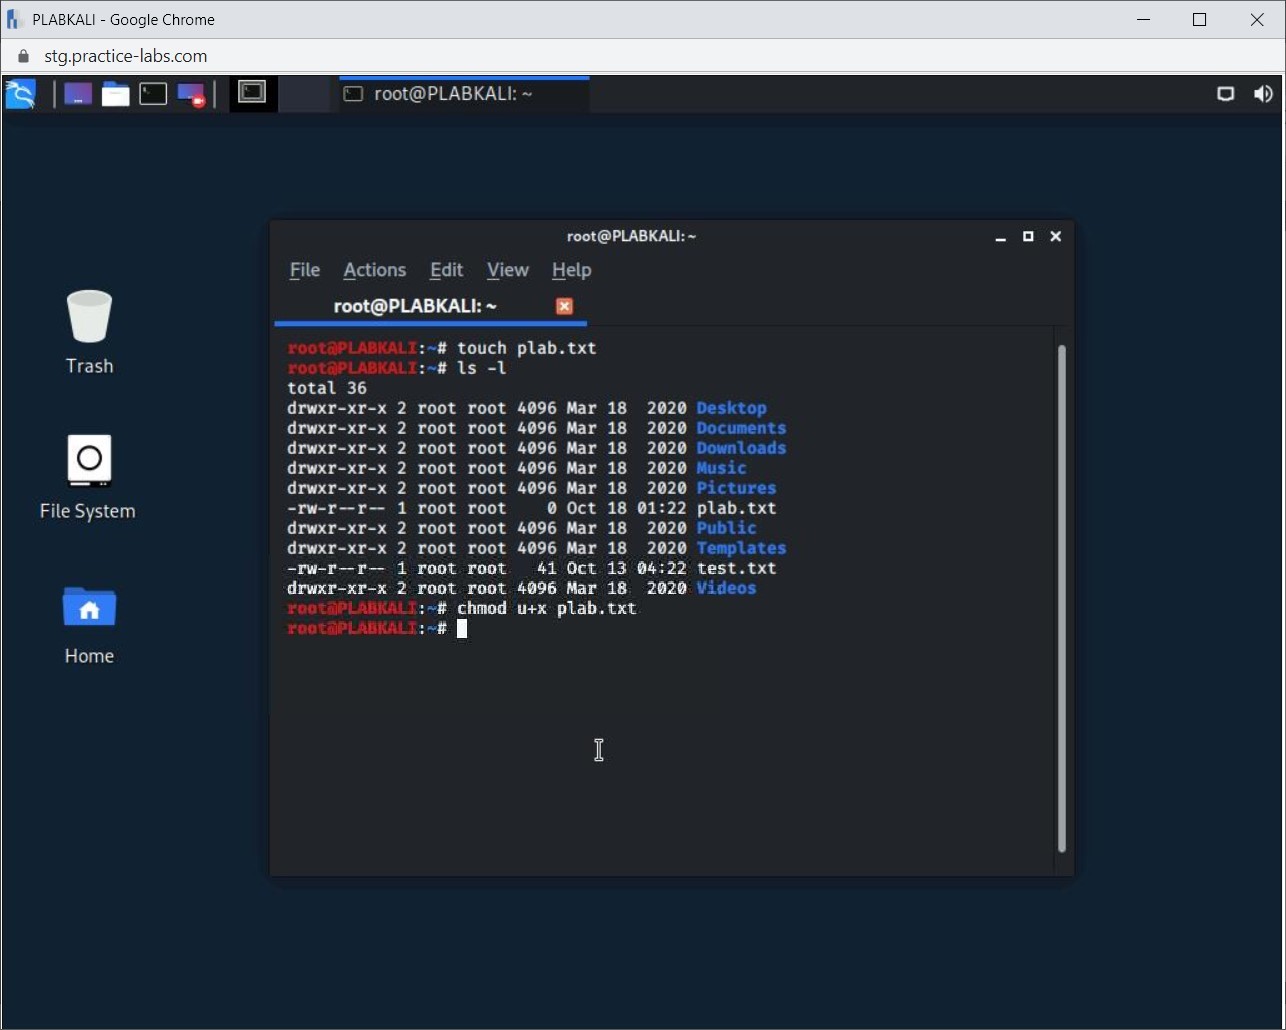 PLABKALI - Google Chrome
stg.practice-labs.com
root@PLABKALI: ~
root@PLABKALI:~
File Actions Edit View Help
root@PLABKALI: ~
root@PLABKALI:~# touch plab.txt
root@PLABKALI:~# ls -l
total 36
drwxr-xr-x 2 root root 4096 Mar 18  2020 Desktop
drwxr-xr-x 2 root root 4096 Mar 18  2020 Documents
drwxr-xr-x 2 root root 4096 Mar 18  2020 Downloads
drwxr-xr-x 2 root root 4096 Mar 18  2020 Music
drwxr-xr-x 2 root root 4096 Mar 18  2020 Pictures
-rw-r--r-- 1 root root    0 Oct 18 01:22 plab.txt
drwxr-xr-x 2 root root 4096 Mar 18  2020 Public
drwxr-xr-x 2 root root 4096 Mar 18  2020 Templates
-rw-r--r-- 1 root root   41 Oct 13 04:22 test.txt
drwxr-xr-x 2 root root 4096 Mar 18  2020 Videos
root@PLABKALI:~# chmod u+x plab.txt
root@PLABKALI:~#
Trash
File System
Home